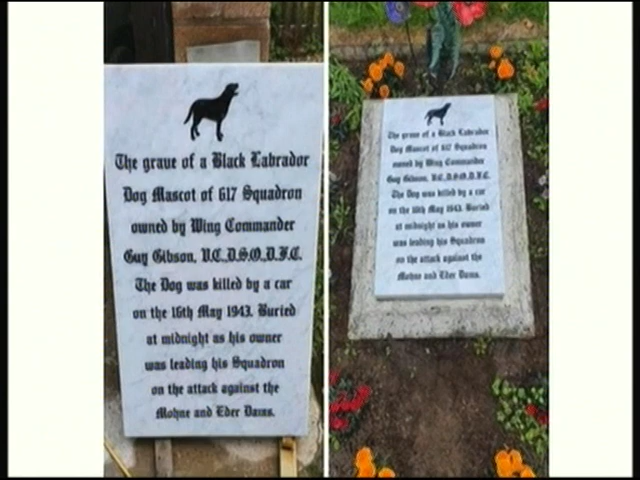 The grave of a Black Labrador
Dog Mascot of 617 Squadron
owned by Wing Commander
Guy Gibson, V.C.D.S.O.D.F.C.
The Dog was killed by a car
on the 16th May 1943. Buried
at midnight as his owner
was leading his Squadron
on the attack against the
Mohne and Eder Dams.
The grave of a Black Labrador
Dog Mascot of 617 Squadron
owned by Wing Commander
Guy Gibson, V.C.D.S.O.D.F.C.
The Dog was killed by a car
on the 16th May 1943. Buried
at midnight as his owner
was leading his Squadron
on the attack against the
Mohne and Eder Dams.